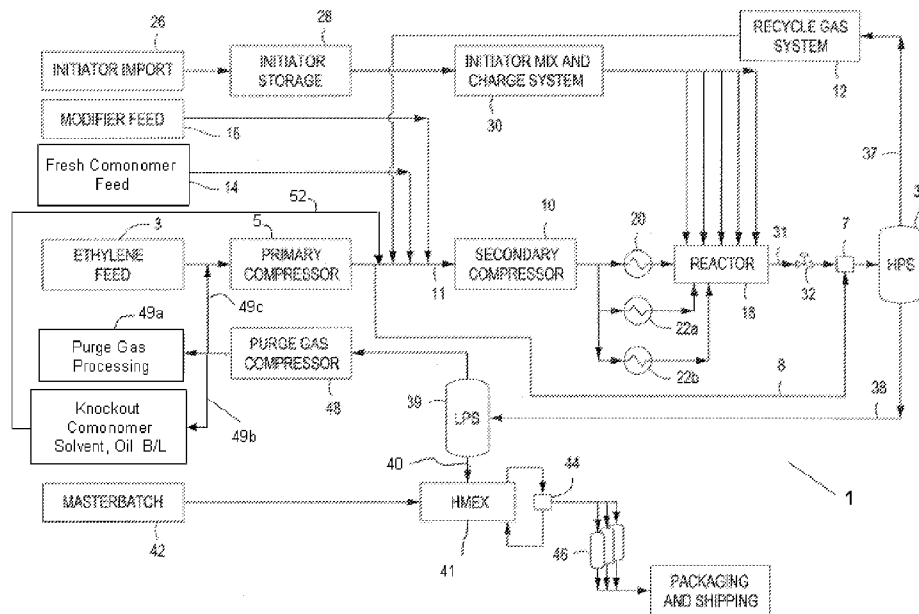 26
INITIATOR IMPORT
28
INITIATOR
STORAGE
INITIATOR MIX AND
CHARGE SYSTEM
30
RECYCLE GAS
SYSTEM
12
MODIFIER FEED
16
Fresh Comonomer
Feed
14
52
37
3
ETHYLENE
FEED
5
PRIMARY
COMPRESSOR
11
10
SECONDARY
COMPRESSOR
20
22a
22b
REACTOR
18
31
32
7
HPS
49c
49a
Purge Gas
Processing
PURGE GAS
COMPRESSOR
48
8
38
39
LPS
Knockout
Comonomer
Solvent, Oil B/L
49b
40
MASTERBATCH
42
HMEX
41
44
46
1
PACKAGING
AND SHIPPING